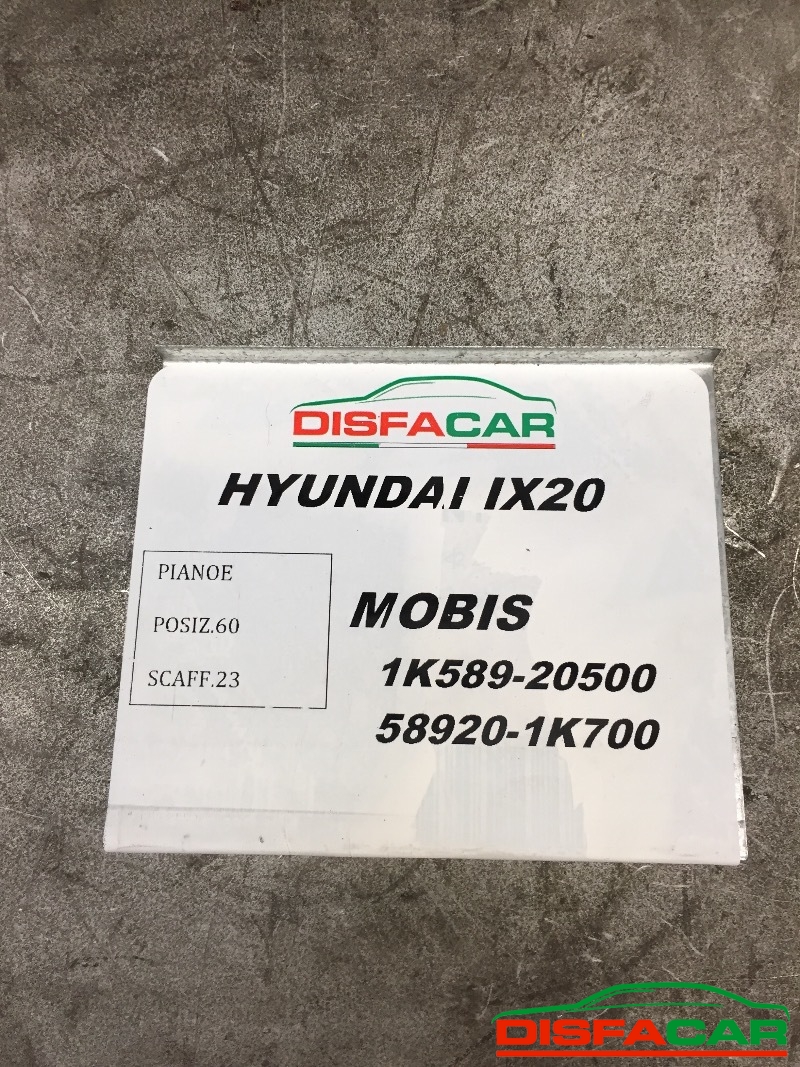 DISFACAR
HYUNDAI IX20
PIANOE
POSIZ.60
SCAFF.23
MOBIS
1K589-20500
58920-1K700
DISFACAR